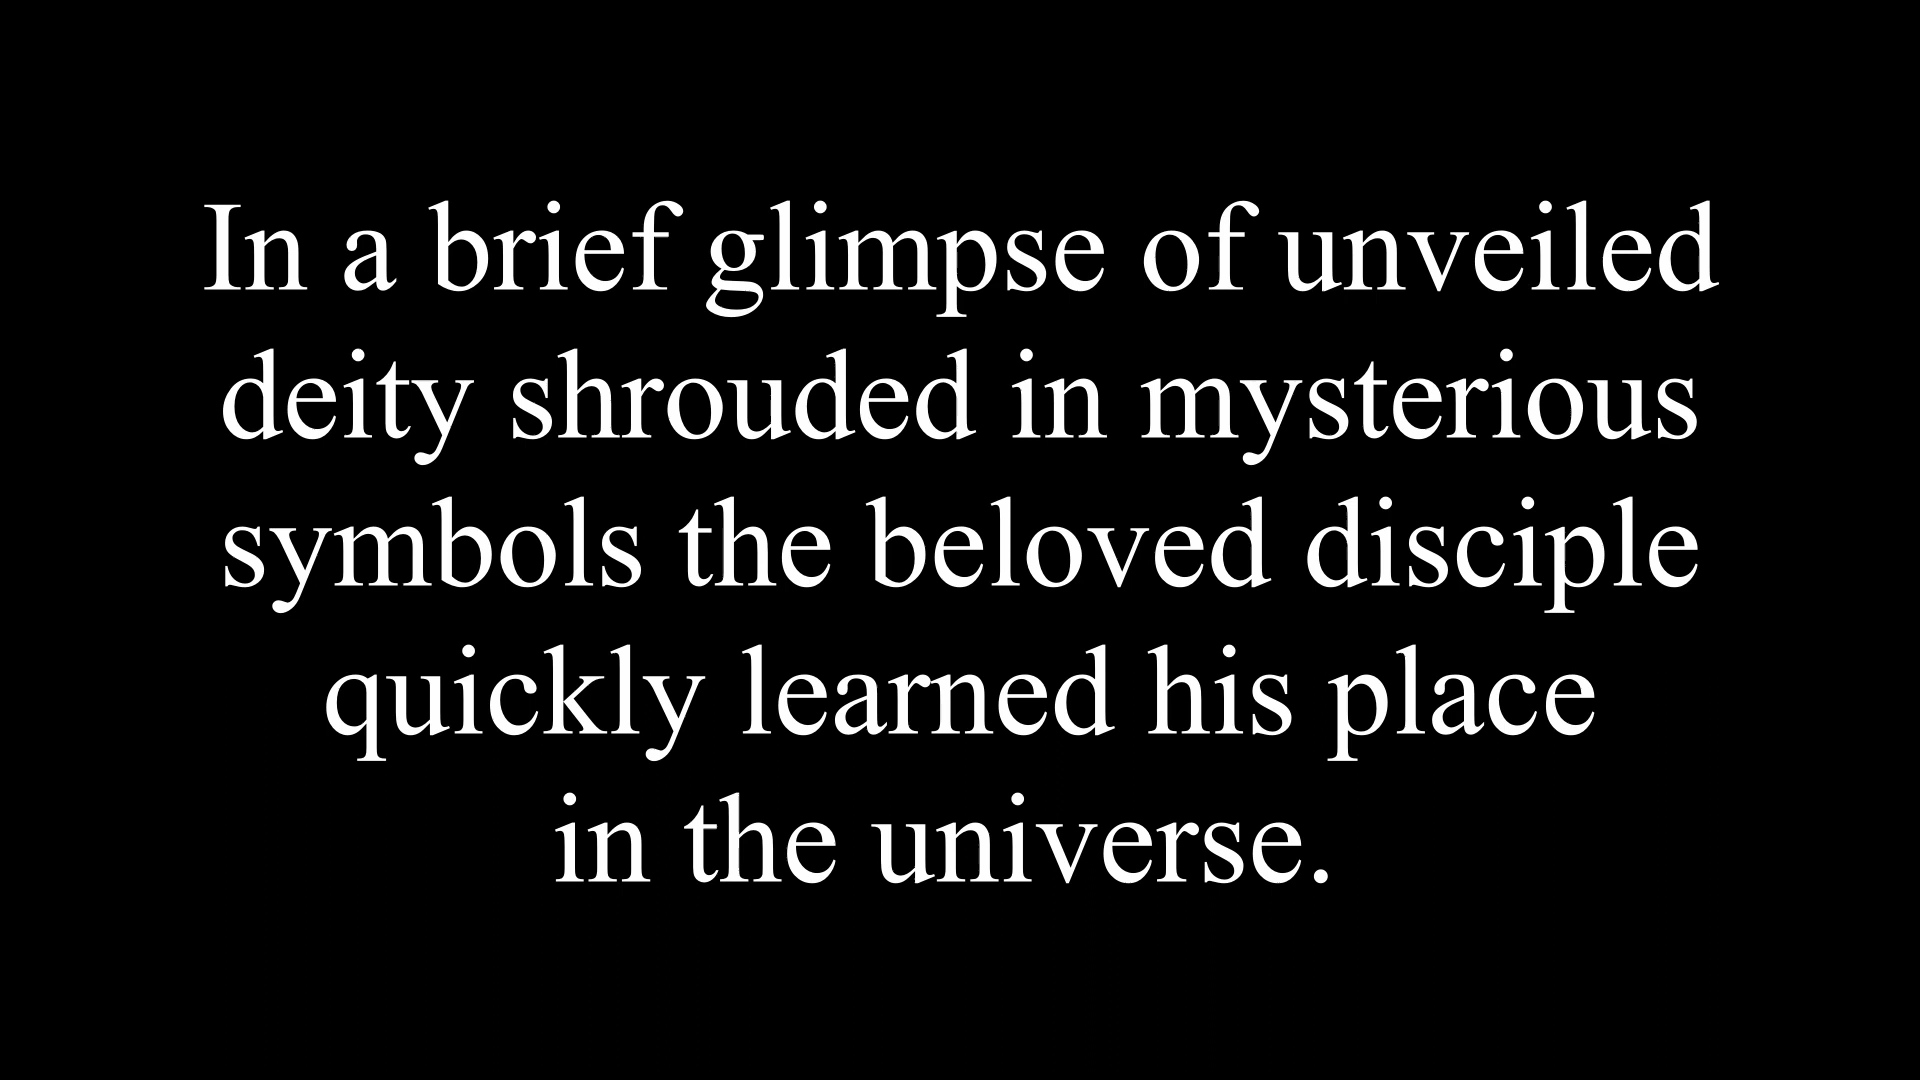 In a brief glimpse of unveiled
deity shrouded in mysterious
symbols the beloved disciple
quickly learned his place
in the universe.